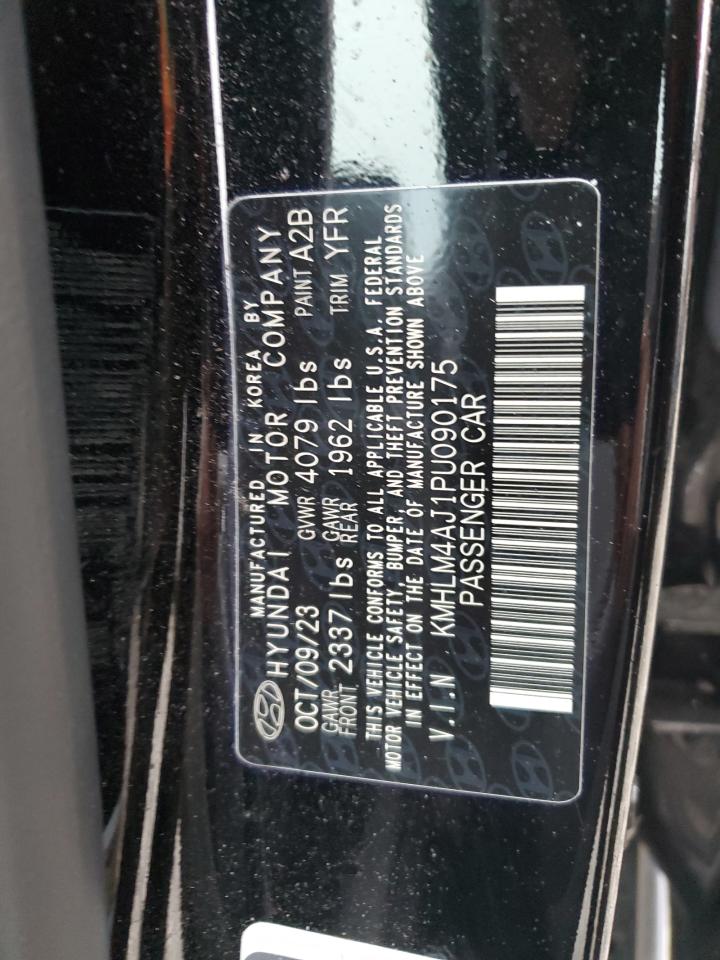 MANUFACTURED IN KOREA BY
HYUNDAI MOTOR COMPANY
OCT/09/23 GVWR 4079 lbs PAINT A2B
GAWR FRONT 2337 lbs GAWR REAR 1962 lbs TRIM YFR
THIS VEHICLE CONFORMS TO ALL APPLICABLE U.S.A. FEDERAL
MOTOR VEHICLE SAFETY, BUMPER, AND THEFT PREVENTION STANDARDS
IN EFFECT ON THE DATE OF MANUFACTURE SHOWN ABOVE
V.I.N KMHLM4AJ1PU090175
PASSENGER CAR